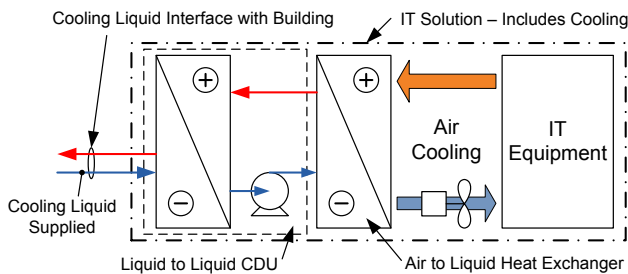 Cooling Liquid Interface with Building
IT Solution – Includes Cooling
+
+
Air
Cooling
IT
Equipment
−
−
Cooling Liquid
Supplied
Liquid to Liquid CDU
Air to Liquid Heat Exchanger